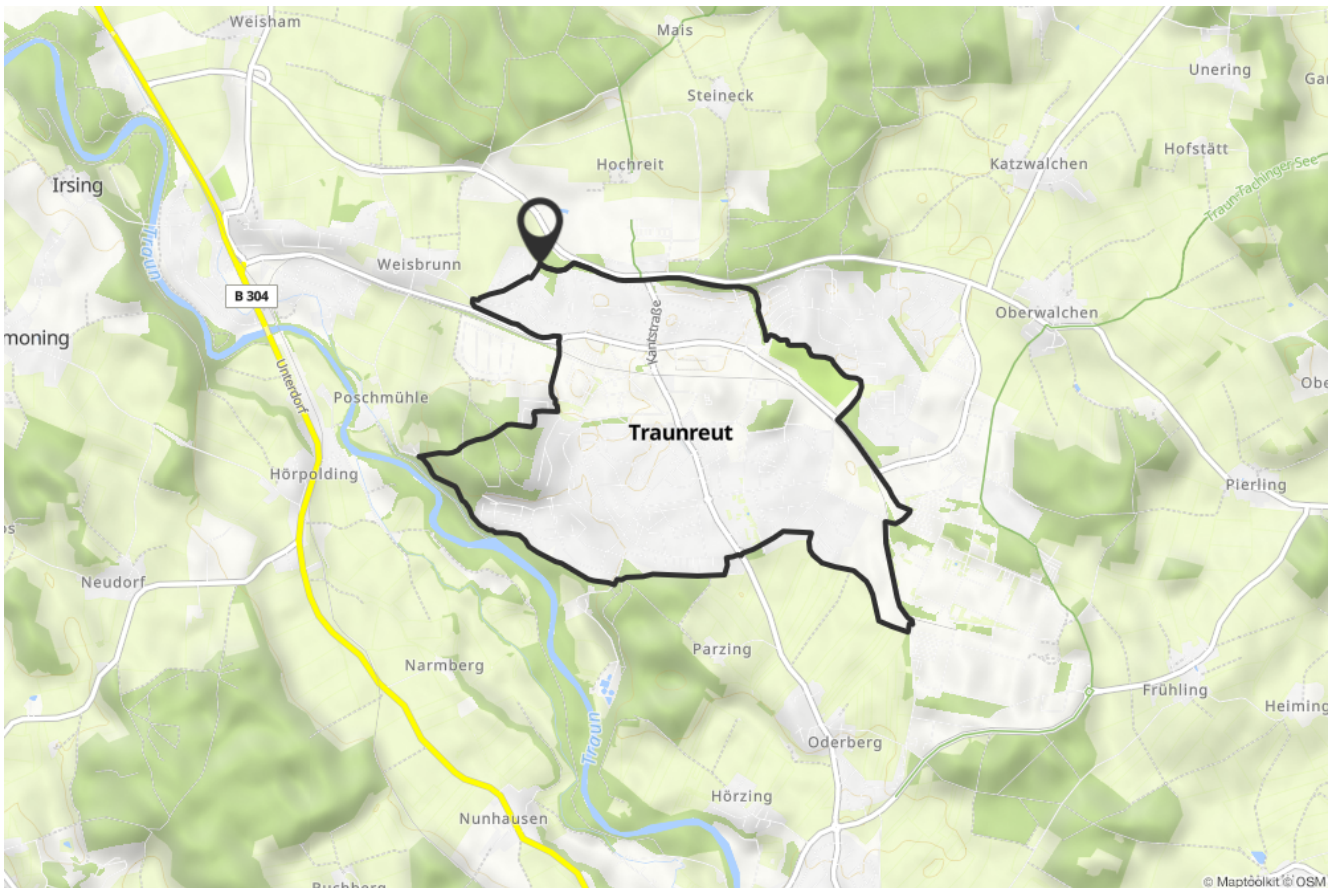 Weisham
Mais
Unering
Steineck
Hofstätt
Hochreit
Katzwalchen
Irsing
Traun-Tachinger See
Traun
Weisbrunn
B 304
Oberwalchen
Kantstraße
Unterdorf
Poschmühle
Traunreut
Hörpolding
Pierling
Neudorf
Parzing
Narmberg
Frühling
Heiming
Traun
Oderberg
Hörzing
Nunhausen
© Maptoolkit © OSM